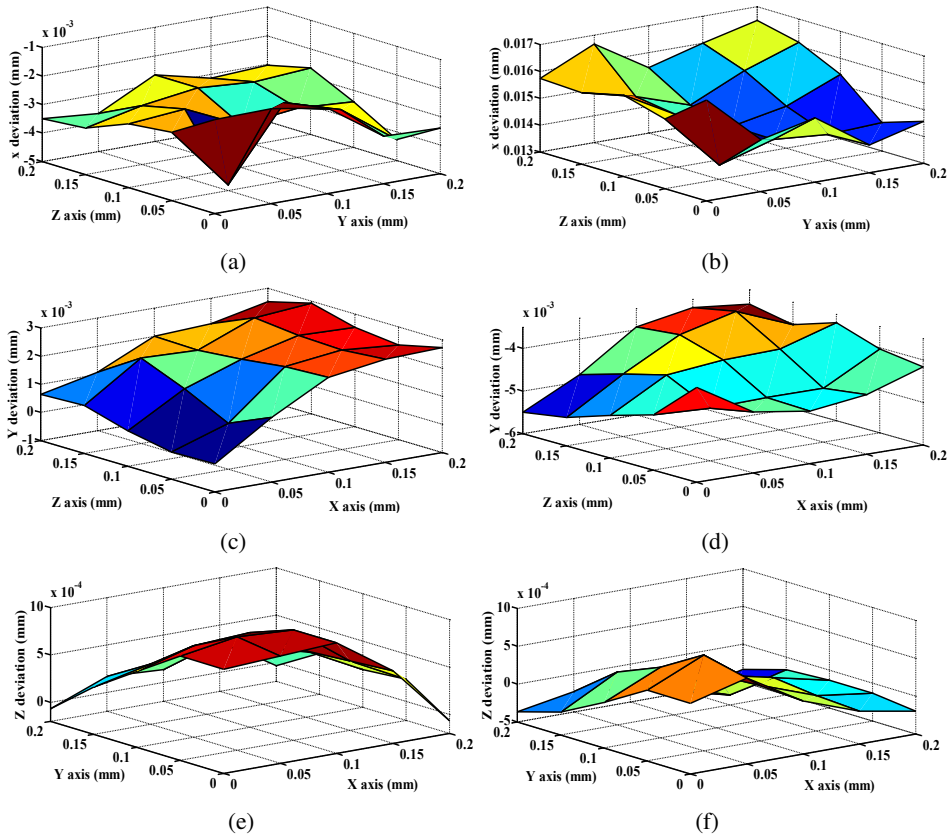 x 10⁻³
-1
-2
-3
-4
-5
x deviation (mm)
0.2
0.15
0.1
0.05
0
Z axis (mm)
0
0.05
0.1
0.15
0.2
Y axis (mm)
(a)
0.017
0.016
0.015
0.014
0.013
x deviation (mm)
0.2
0.15
0.1
0.05
0
Z axis (mm)
0
0.05
0.1
0.15
0.2
Y axis (mm)
(b)
x 10⁻³
3
2
1
0
-1
Y deviation (mm)
0.2
0.15
0.1
0.05
0
Z axis (mm)
0
0.05
0.1
0.15
0.2
X axis (mm)
(c)
x 10⁻³
-4
-5
-6
Y deviation (mm)
0.2
0.15
0.1
0.05
0
Z axis (mm)
0
0.05
0.1
0.15
0.2
X axis (mm)
(d)
x 10⁻⁴
10
5
0
Z deviation (mm)
0.2
0.15
0.1
0.05
0
Y axis (mm)
0
0.05
0.1
0.15
0.2
X axis (mm)
(e)
x 10⁻⁴
10
5
0
-5
Z deviation (mm)
0.2
0.15
0.1
0.05
0
Y axis (mm)
0
0.05
0.1
0.15
0.2
X axis (mm)
(f)